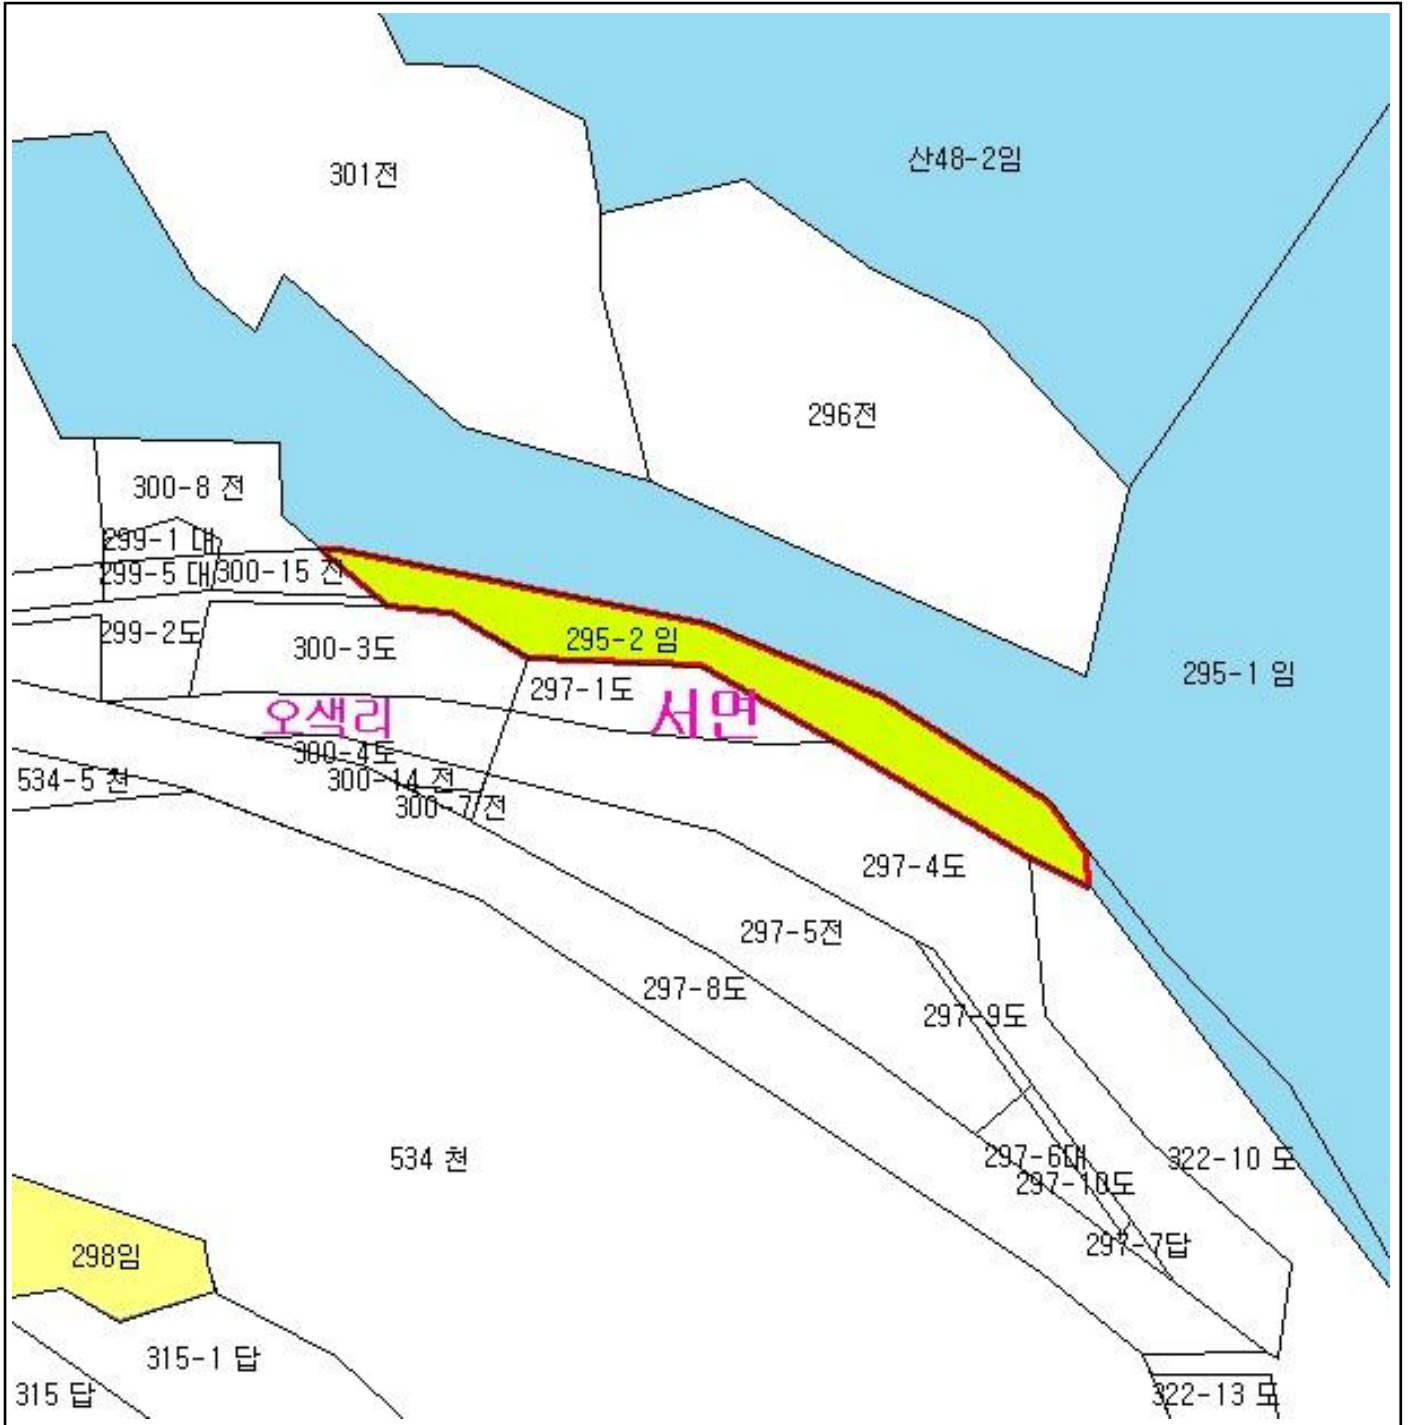 산48-2임
301전
296전
300-8 전
299-1 대
299-5 대
300-15 전
299-2도
300-3도
295-2 임
297-1도
295-1 임
오색리
서면
300-4도
534-5 천
300-14 전
300-7 전
297-4도
297-5전
297-8도
297-9도
534 천
297-6대
322-10 도
297-10도
297-7답
298임
315-1 답
315 답
322-13 도